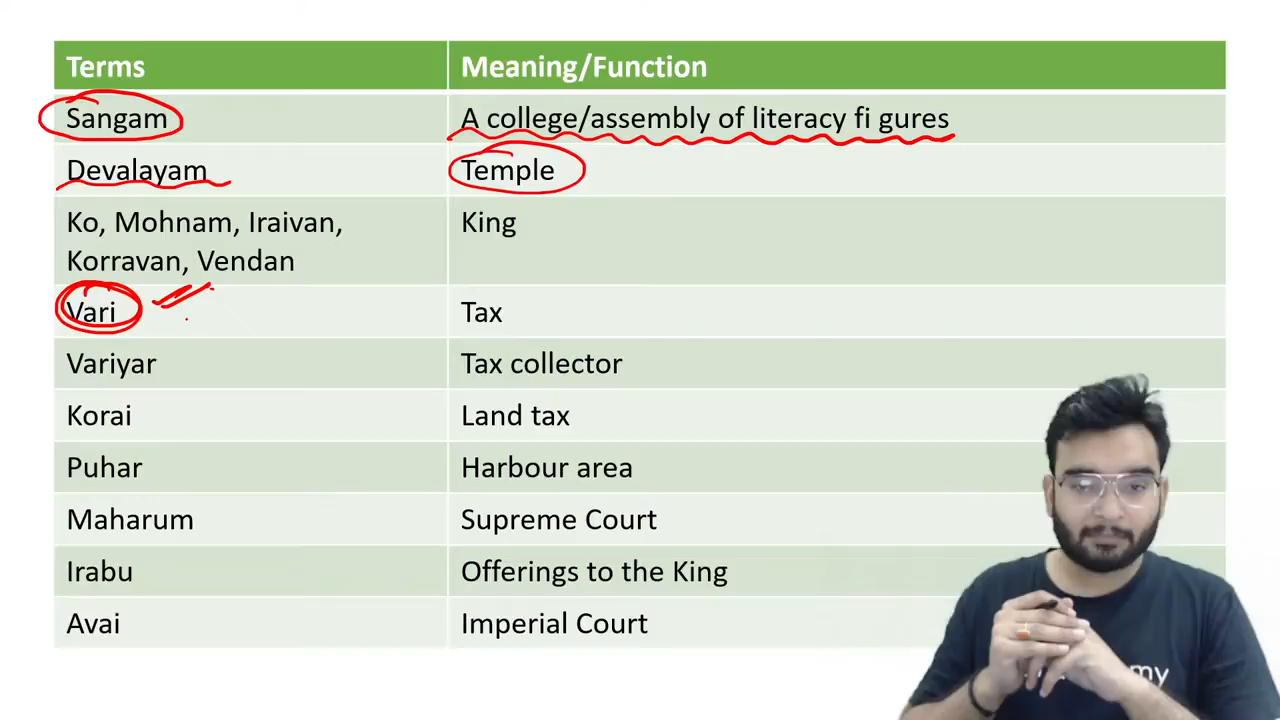 Terms Meaning/Function
Sangam A college/assembly of literacy fi gures
Devalayam Temple
Ko, Mohnam, Iraivan, King
Korravan, Vendan
Vari Tax
Variyar Tax collector
Korai Land tax
Puhar Harbour area
Maharum Supreme Court
Irabu Offerings to the King
Avai Imperial Court
my